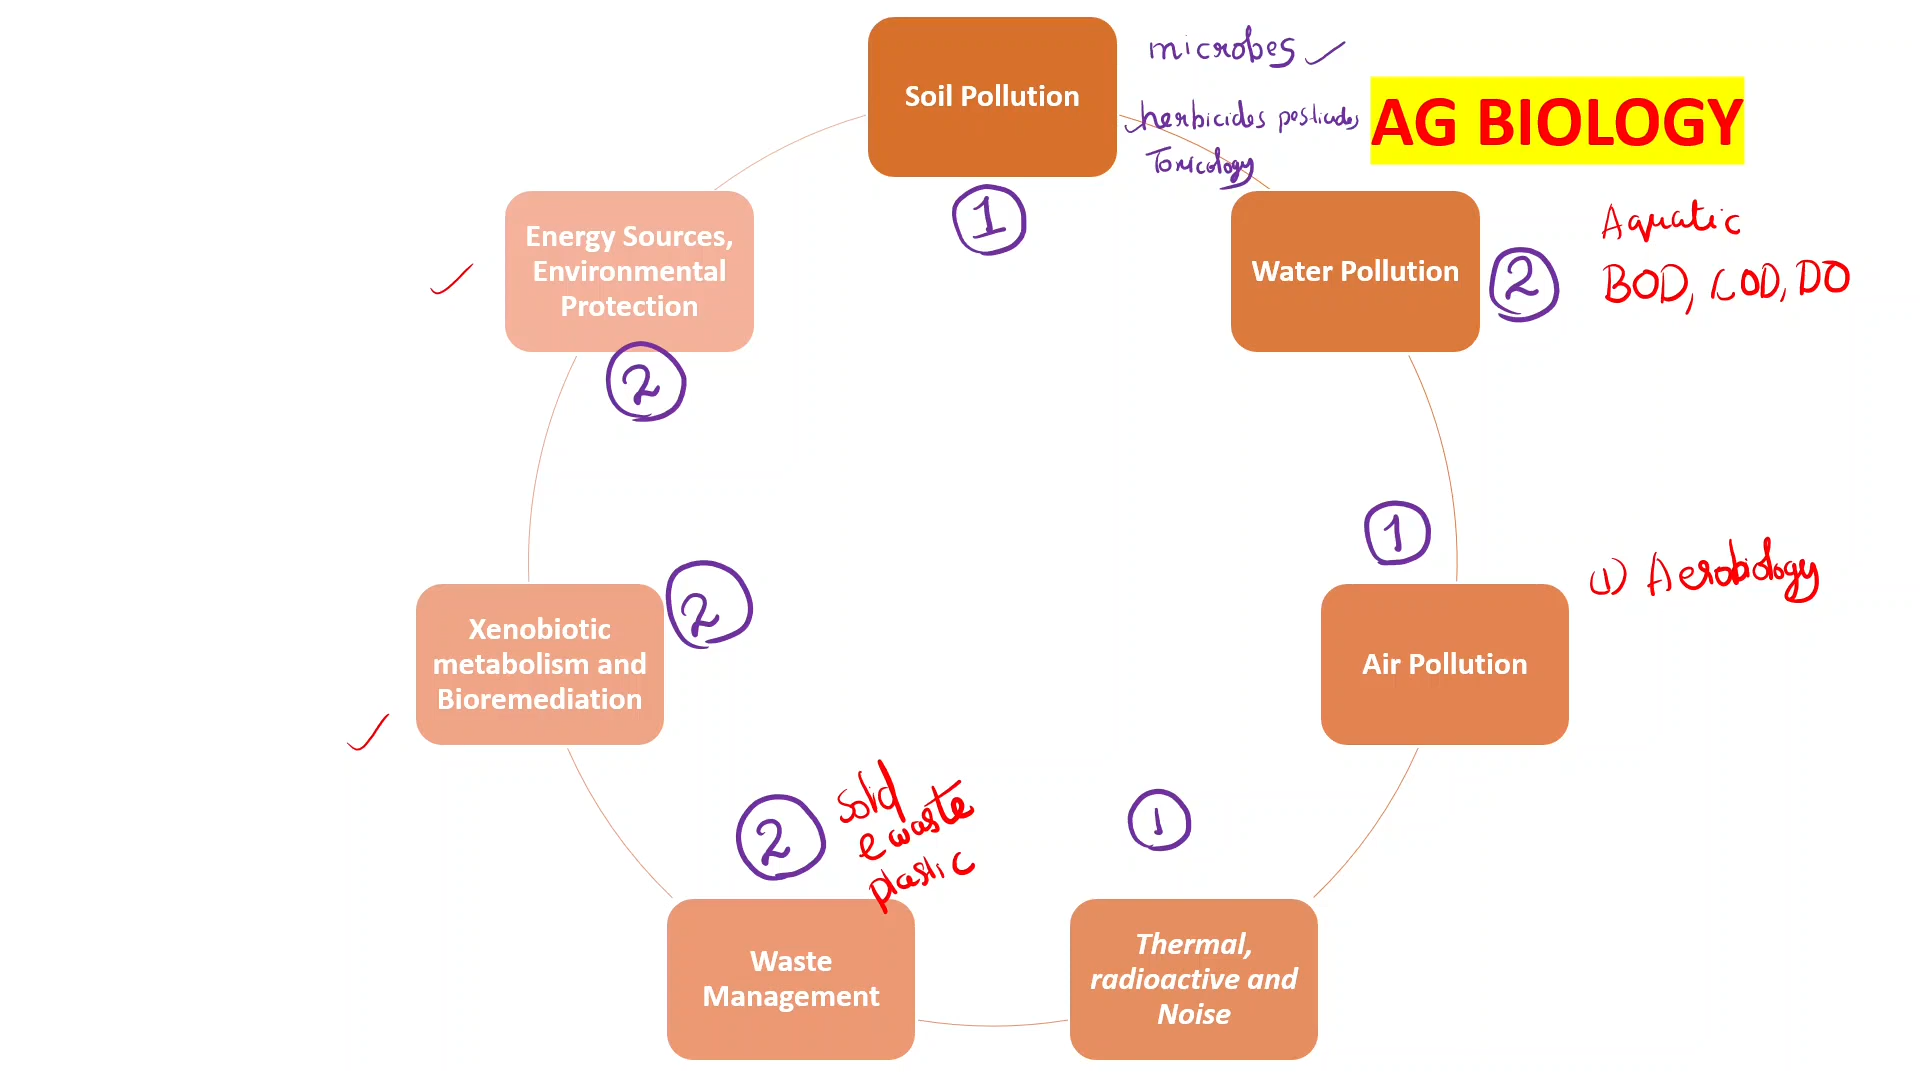 Soil Pollution
microbes
herbicides pesticides
Toxicology
1
AG BIOLOGY
Water Pollution
2
Aquatic
BOD, COD, DO
1
1) Aerobiology
Air Pollution
1
Thermal,
radioactive and
Noise
2
Solid
e waste
plastic
Waste
Management
2
Xenobiotic
metabolism and
Bioremediation
Energy Sources,
Environmental
Protection
2